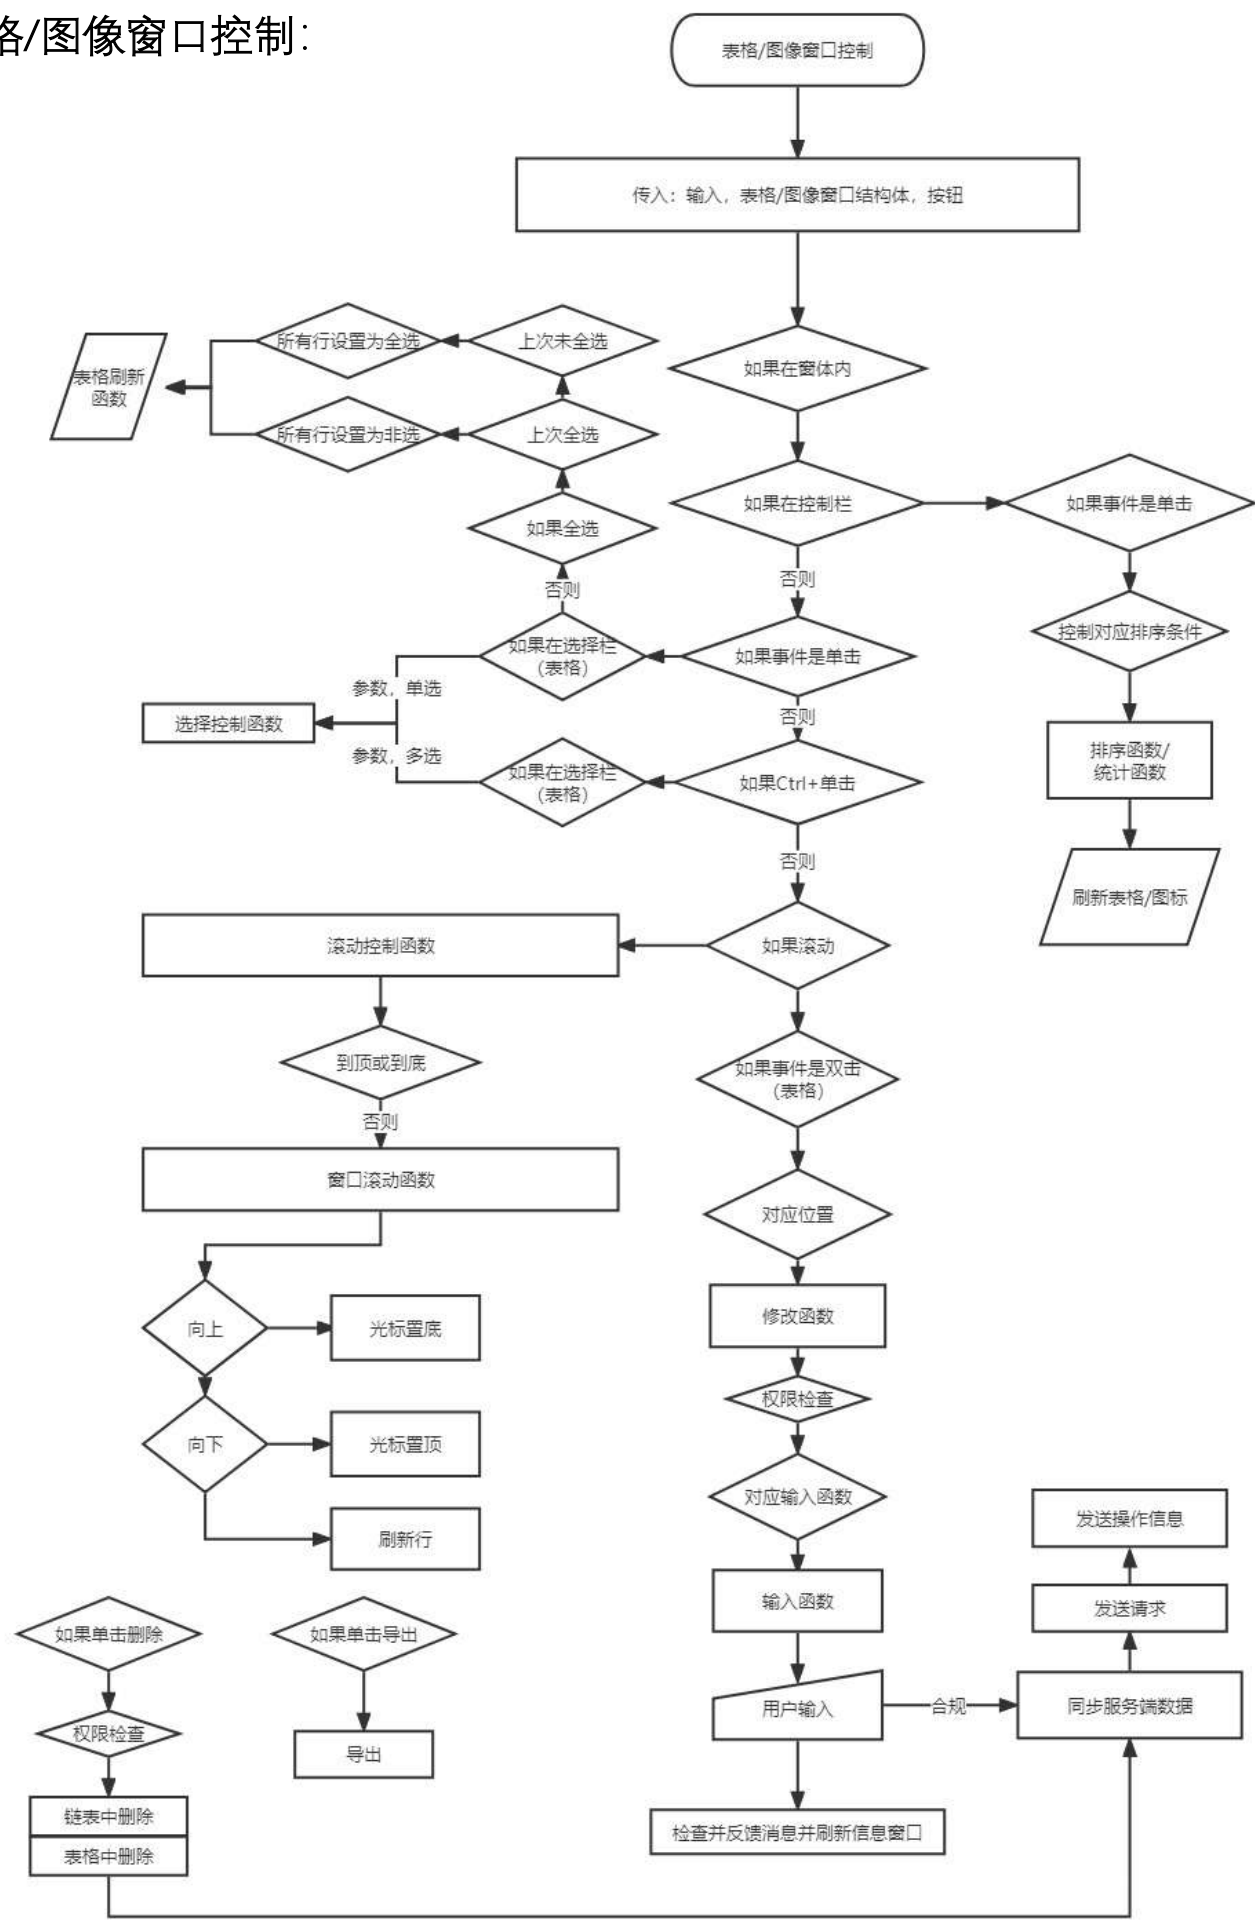 格/图像窗口控制：
表格/图像窗口控制
传入：输入，表格/图像窗口结构体，按钮
所有行设置为全选
上次未全选
如果在窗体内
表格刷新
函数
所有行设置为非选
上次全选
如果在控制栏
如果事件是单击
如果全选
否则
否则
控制对应排序条件
如果在选择栏
（表格）
如果事件是单击
参数，单选
选择控制函数
否则
参数，多选
如果在选择栏
（表格）
如果Ctrl+单击
排序函数/
统计函数
否则
刷新表格/图标
滚动控制函数
如果滚动
到顶或到底
如果事件是双击
（表格）
否则
窗口滚动函数
对应位置
向上
光标置底
修改函数
权限检查
向下
光标置顶
对应输入函数
刷新行
发送操作信息
输入函数
发送请求
如果单击删除
如果单击导出
用户输入
合规
同步服务端数据
权限检查
导出
链表中删除
表格中删除
检查并反馈消息并刷新信息窗口